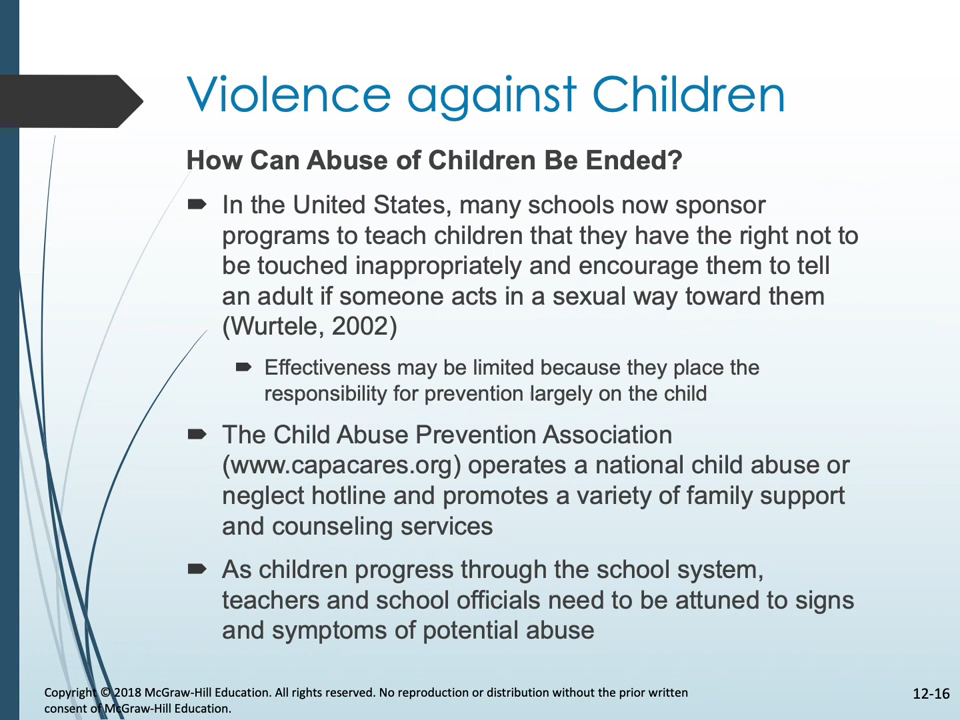 Violence against Children
How Can Abuse of Children Be Ended?
In the United States, many schools now sponsor
programs to teach children that they have the right not to
be touched inappropriately and encourage them to tell
an adult if someone acts in a sexual way toward them
(Wurtele, 2002)
Effectiveness may be limited because they place the
responsibility for prevention largely on the child
The Child Abuse Prevention Association
(www.capacares.org) operates a national child abuse or
neglect hotline and promotes a variety of family support
and counseling services
As children progress through the school system,
teachers and school officials need to be attuned to signs
and symptoms of potential abuse
Copyright © 2018 McGraw-Hill Education. All rights reserved. No reproduction or distribution without the prior written
consent of McGraw-Hill Education.
12-16